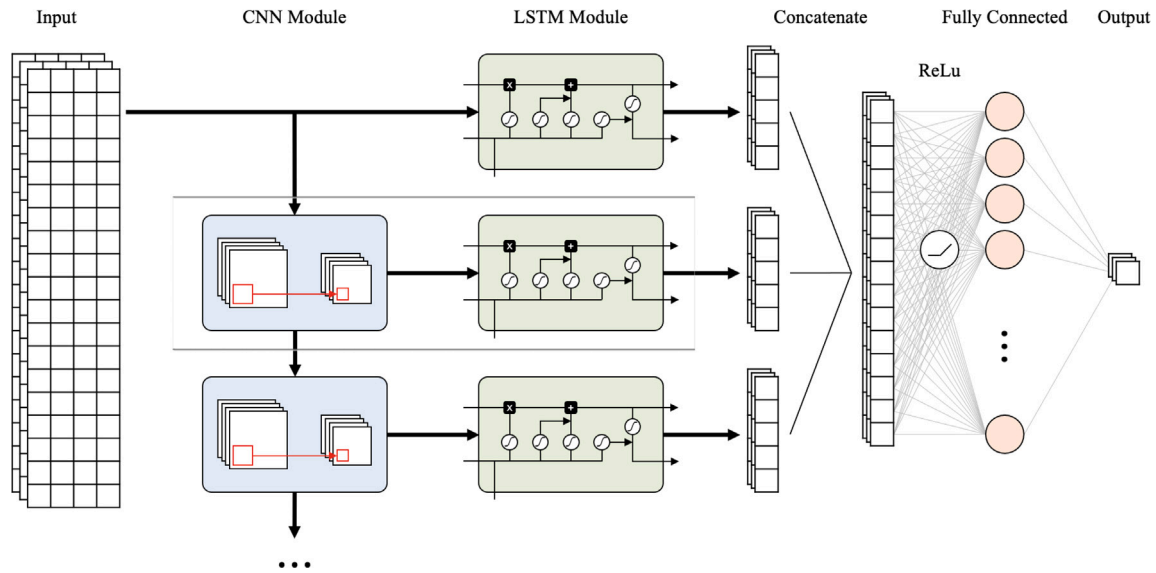 Input
CNN Module
LSTM Module
Concatenate
Fully Connected
Output
ReLu
x
+
x
+
x
+